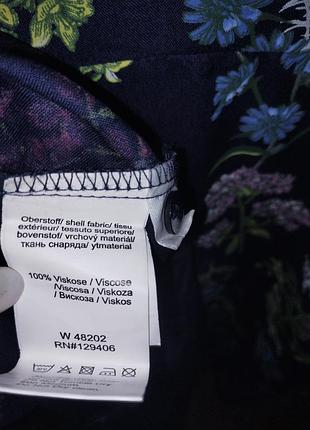 Oberstoff/ shell fabric/ tissu
extérieur/ tessuto superiore/
bovenstof/ vrchový materiál/
ткань снаряда/ ytmaterial
100% Viskose / Viscose
/Viscosa/ Viskoza
/ Вискоза/ Viskos
W 48202
RN#129406